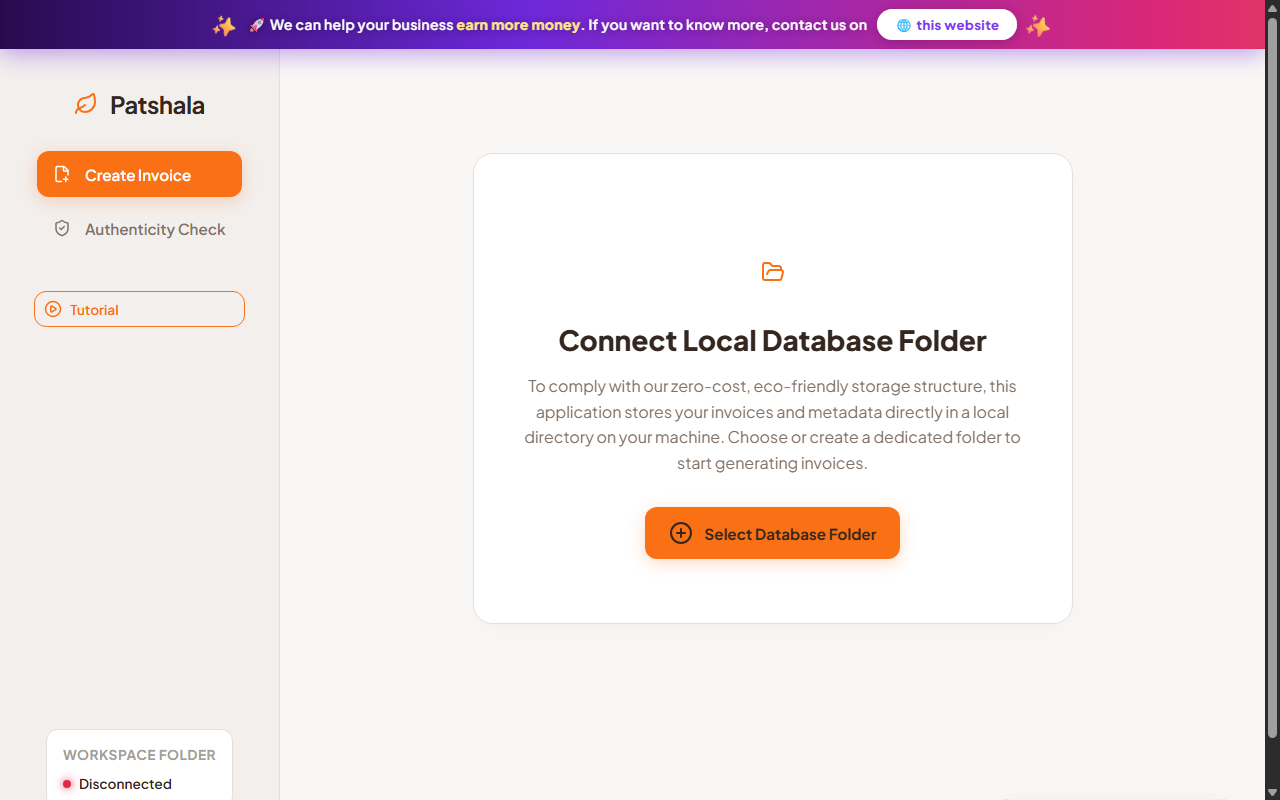 🚀 We can help your business earn more money. If you want to know more, contact us on 🌐 this website
Patshala
Create Invoice
Authenticity Check
Tutorial
WORKSPACE FOLDER
Disconnected
Connect Local Database Folder
To comply with our zero-cost, eco-friendly storage structure, this
application stores your invoices and metadata directly in a local
directory on your machine. Choose or create a dedicated folder to
start generating invoices.
Select Database Folder